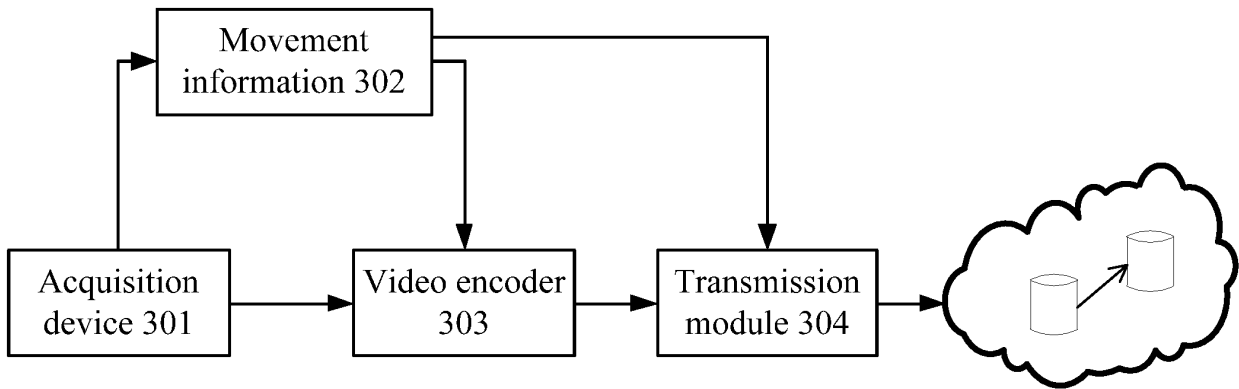 Movement
information 302
Acquisition
device 301
Video encoder
303
Transmission
module 304